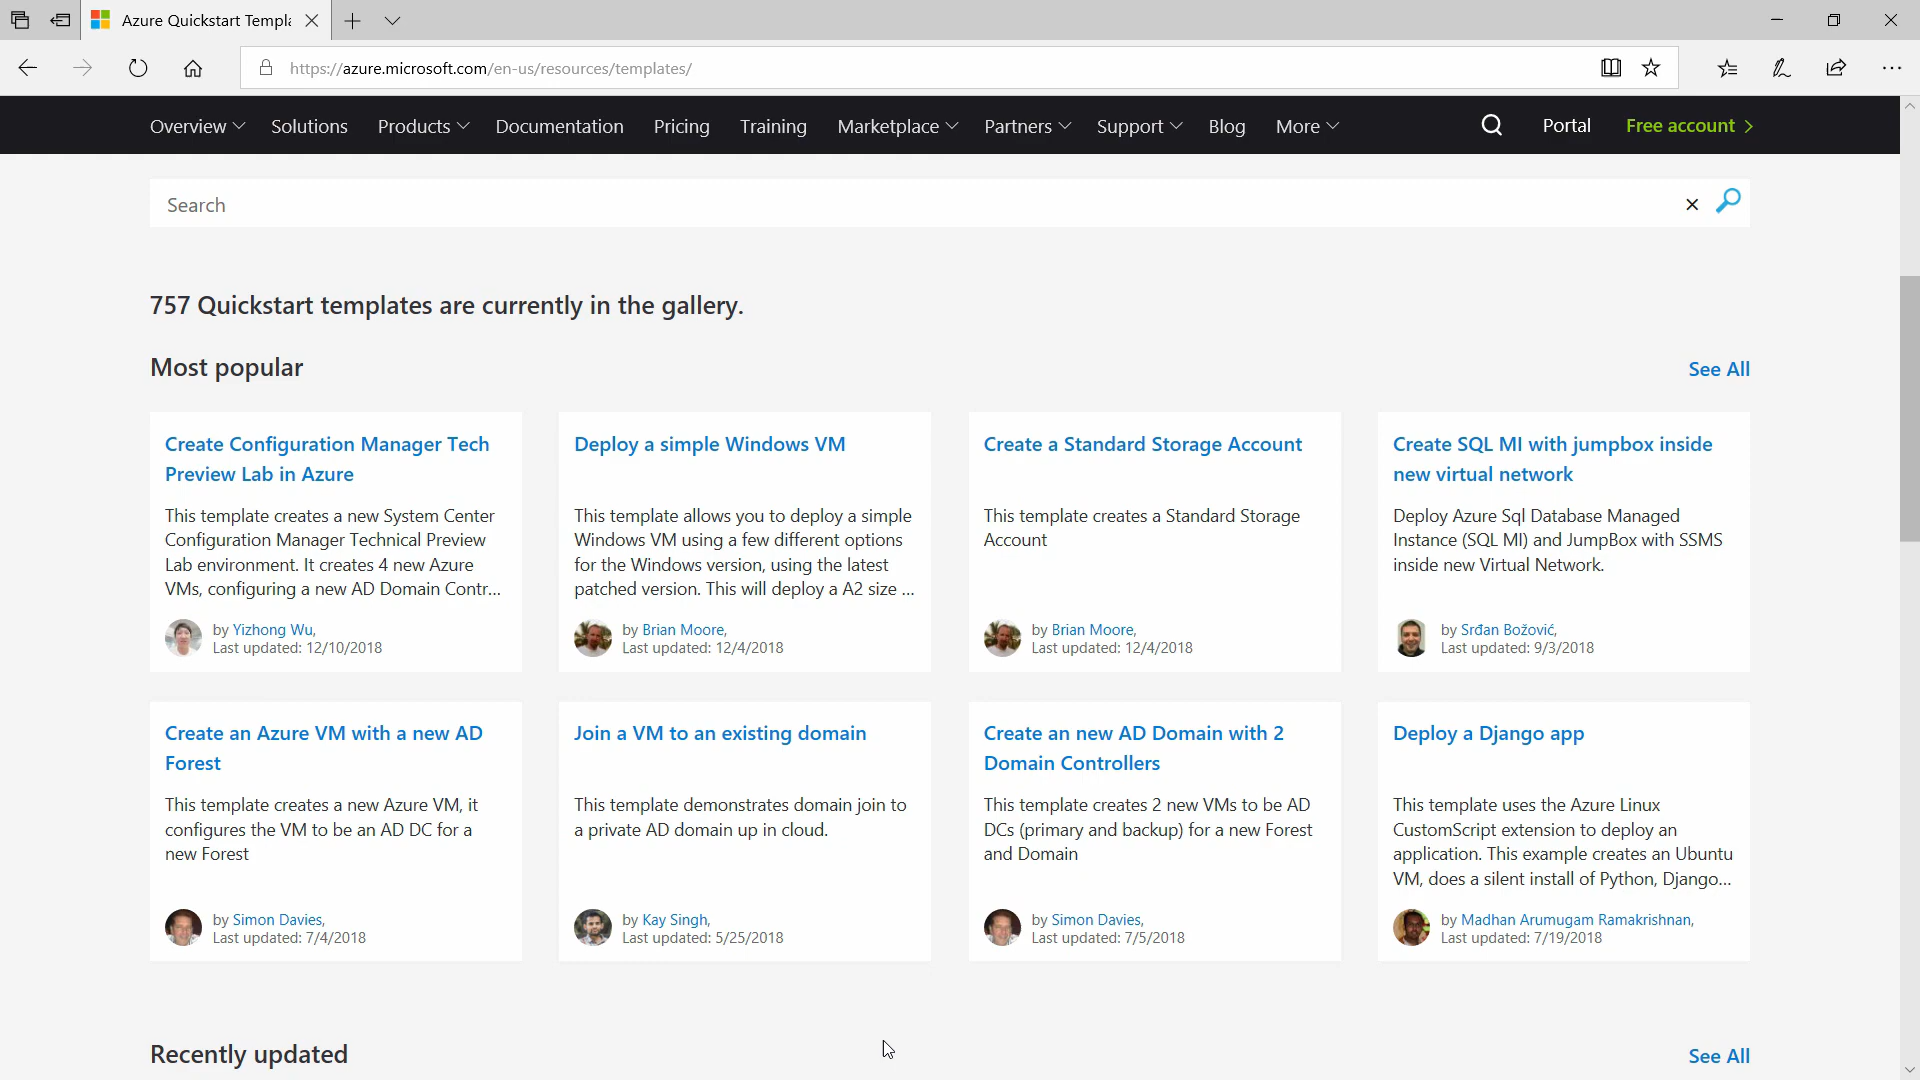 Azure Quickstart Templa
https://azure.microsoft.com/en-us/resources/templates/
Overview Solutions Products Documentation Pricing Training Marketplace Partners Support Blog More Portal Free account
Search
757 Quickstart templates are currently in the gallery.
Most popular See All
Create Configuration Manager Tech
Preview Lab in Azure
This template creates a new System Center
Configuration Manager Technical Preview
Lab environment. It creates 4 new Azure
VMs, configuring a new AD Domain Contr...
by Yizhong Wu,
Last updated: 12/10/2018
Deploy a simple Windows VM
This template allows you to deploy a simple
Windows VM using a few different options
for the Windows version, using the latest
patched version. This will deploy a A2 size ...
by Brian Moore,
Last updated: 12/4/2018
Create a Standard Storage Account
This template creates a Standard Storage
Account
by Brian Moore,
Last updated: 12/4/2018
Create SQL MI with jumpbox inside
new virtual network
Deploy Azure Sql Database Managed
Instance (SQL MI) and JumpBox with SSMS
inside new Virtual Network.
by Srđan Božović,
Last updated: 9/3/2018
Create an Azure VM with a new AD
Forest
This template creates a new Azure VM, it
configures the VM to be an AD DC for a
new Forest
by Simon Davies,
Last updated: 7/4/2018
Join a VM to an existing domain
This template demonstrates domain join to
a private AD domain up in cloud.
by Kay Singh,
Last updated: 5/25/2018
Create an new AD Domain with 2
Domain Controllers
This template creates 2 new VMs to be AD
DCs (primary and backup) for a new Forest
and Domain
by Simon Davies,
Last updated: 7/5/2018
Deploy a Django app
This template uses the Azure Linux
CustomScript extension to deploy an
application. This example creates an Ubuntu
VM, does a silent install of Python, Django...
by Madhan Arumugam Ramakrishnan,
Last updated: 7/19/2018
Recently updated See All